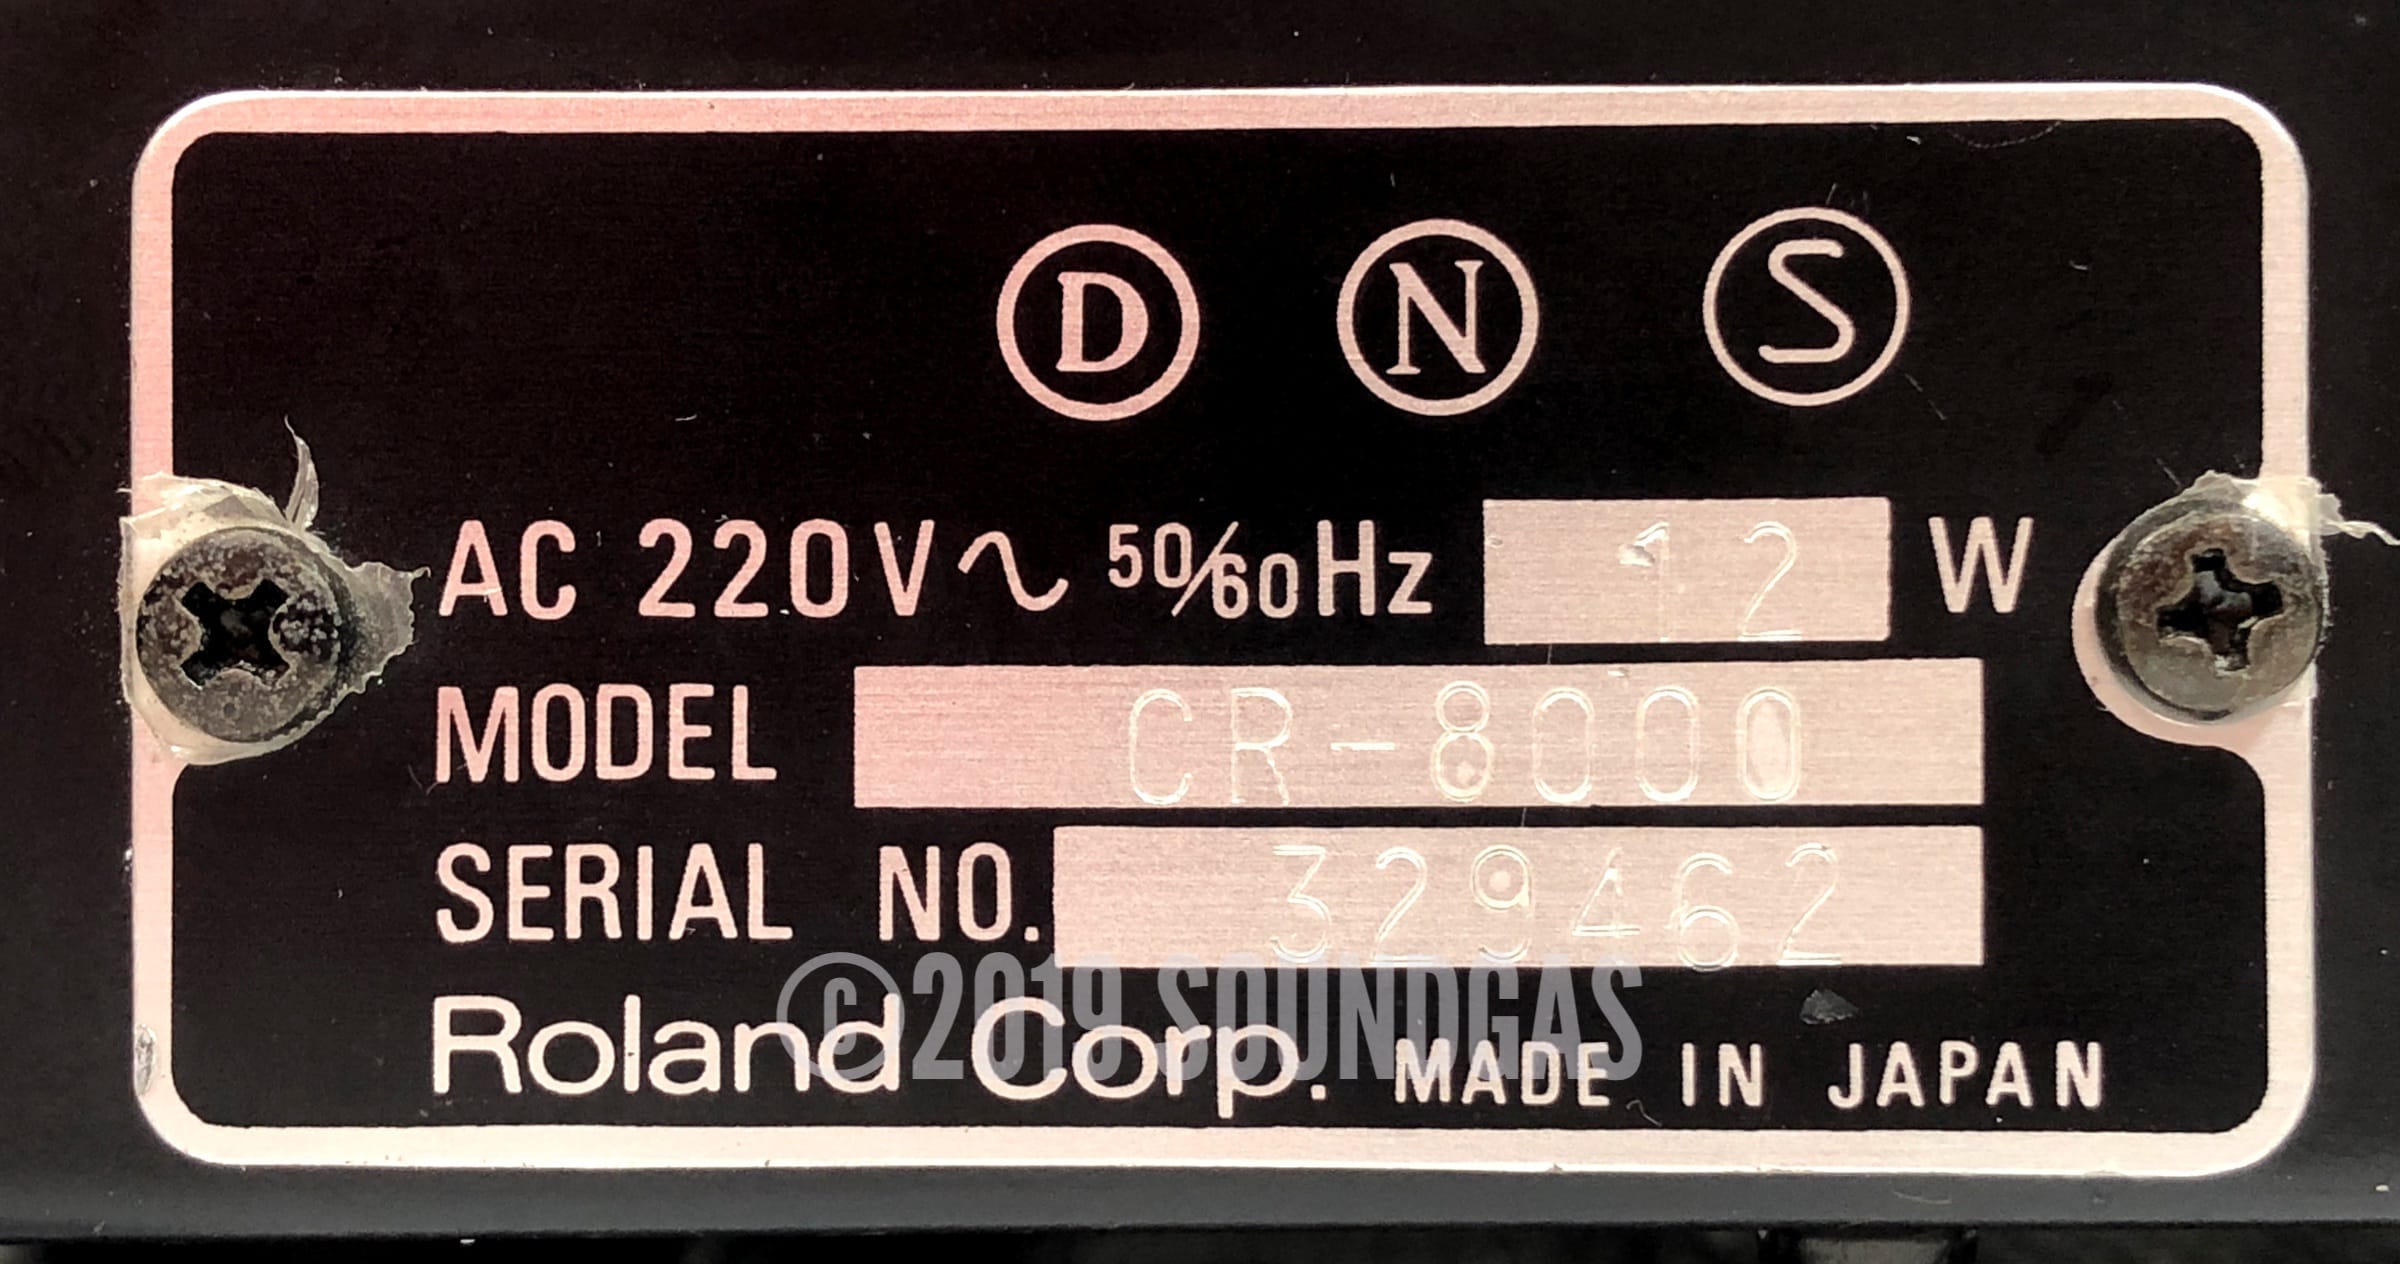 D N S
AC 220V~ 50/60Hz 12 W
MODEL CR-8000
SERIAL NO. 329462
Roland Corp. MADE IN JAPAN
©2019 SOUNDGAS